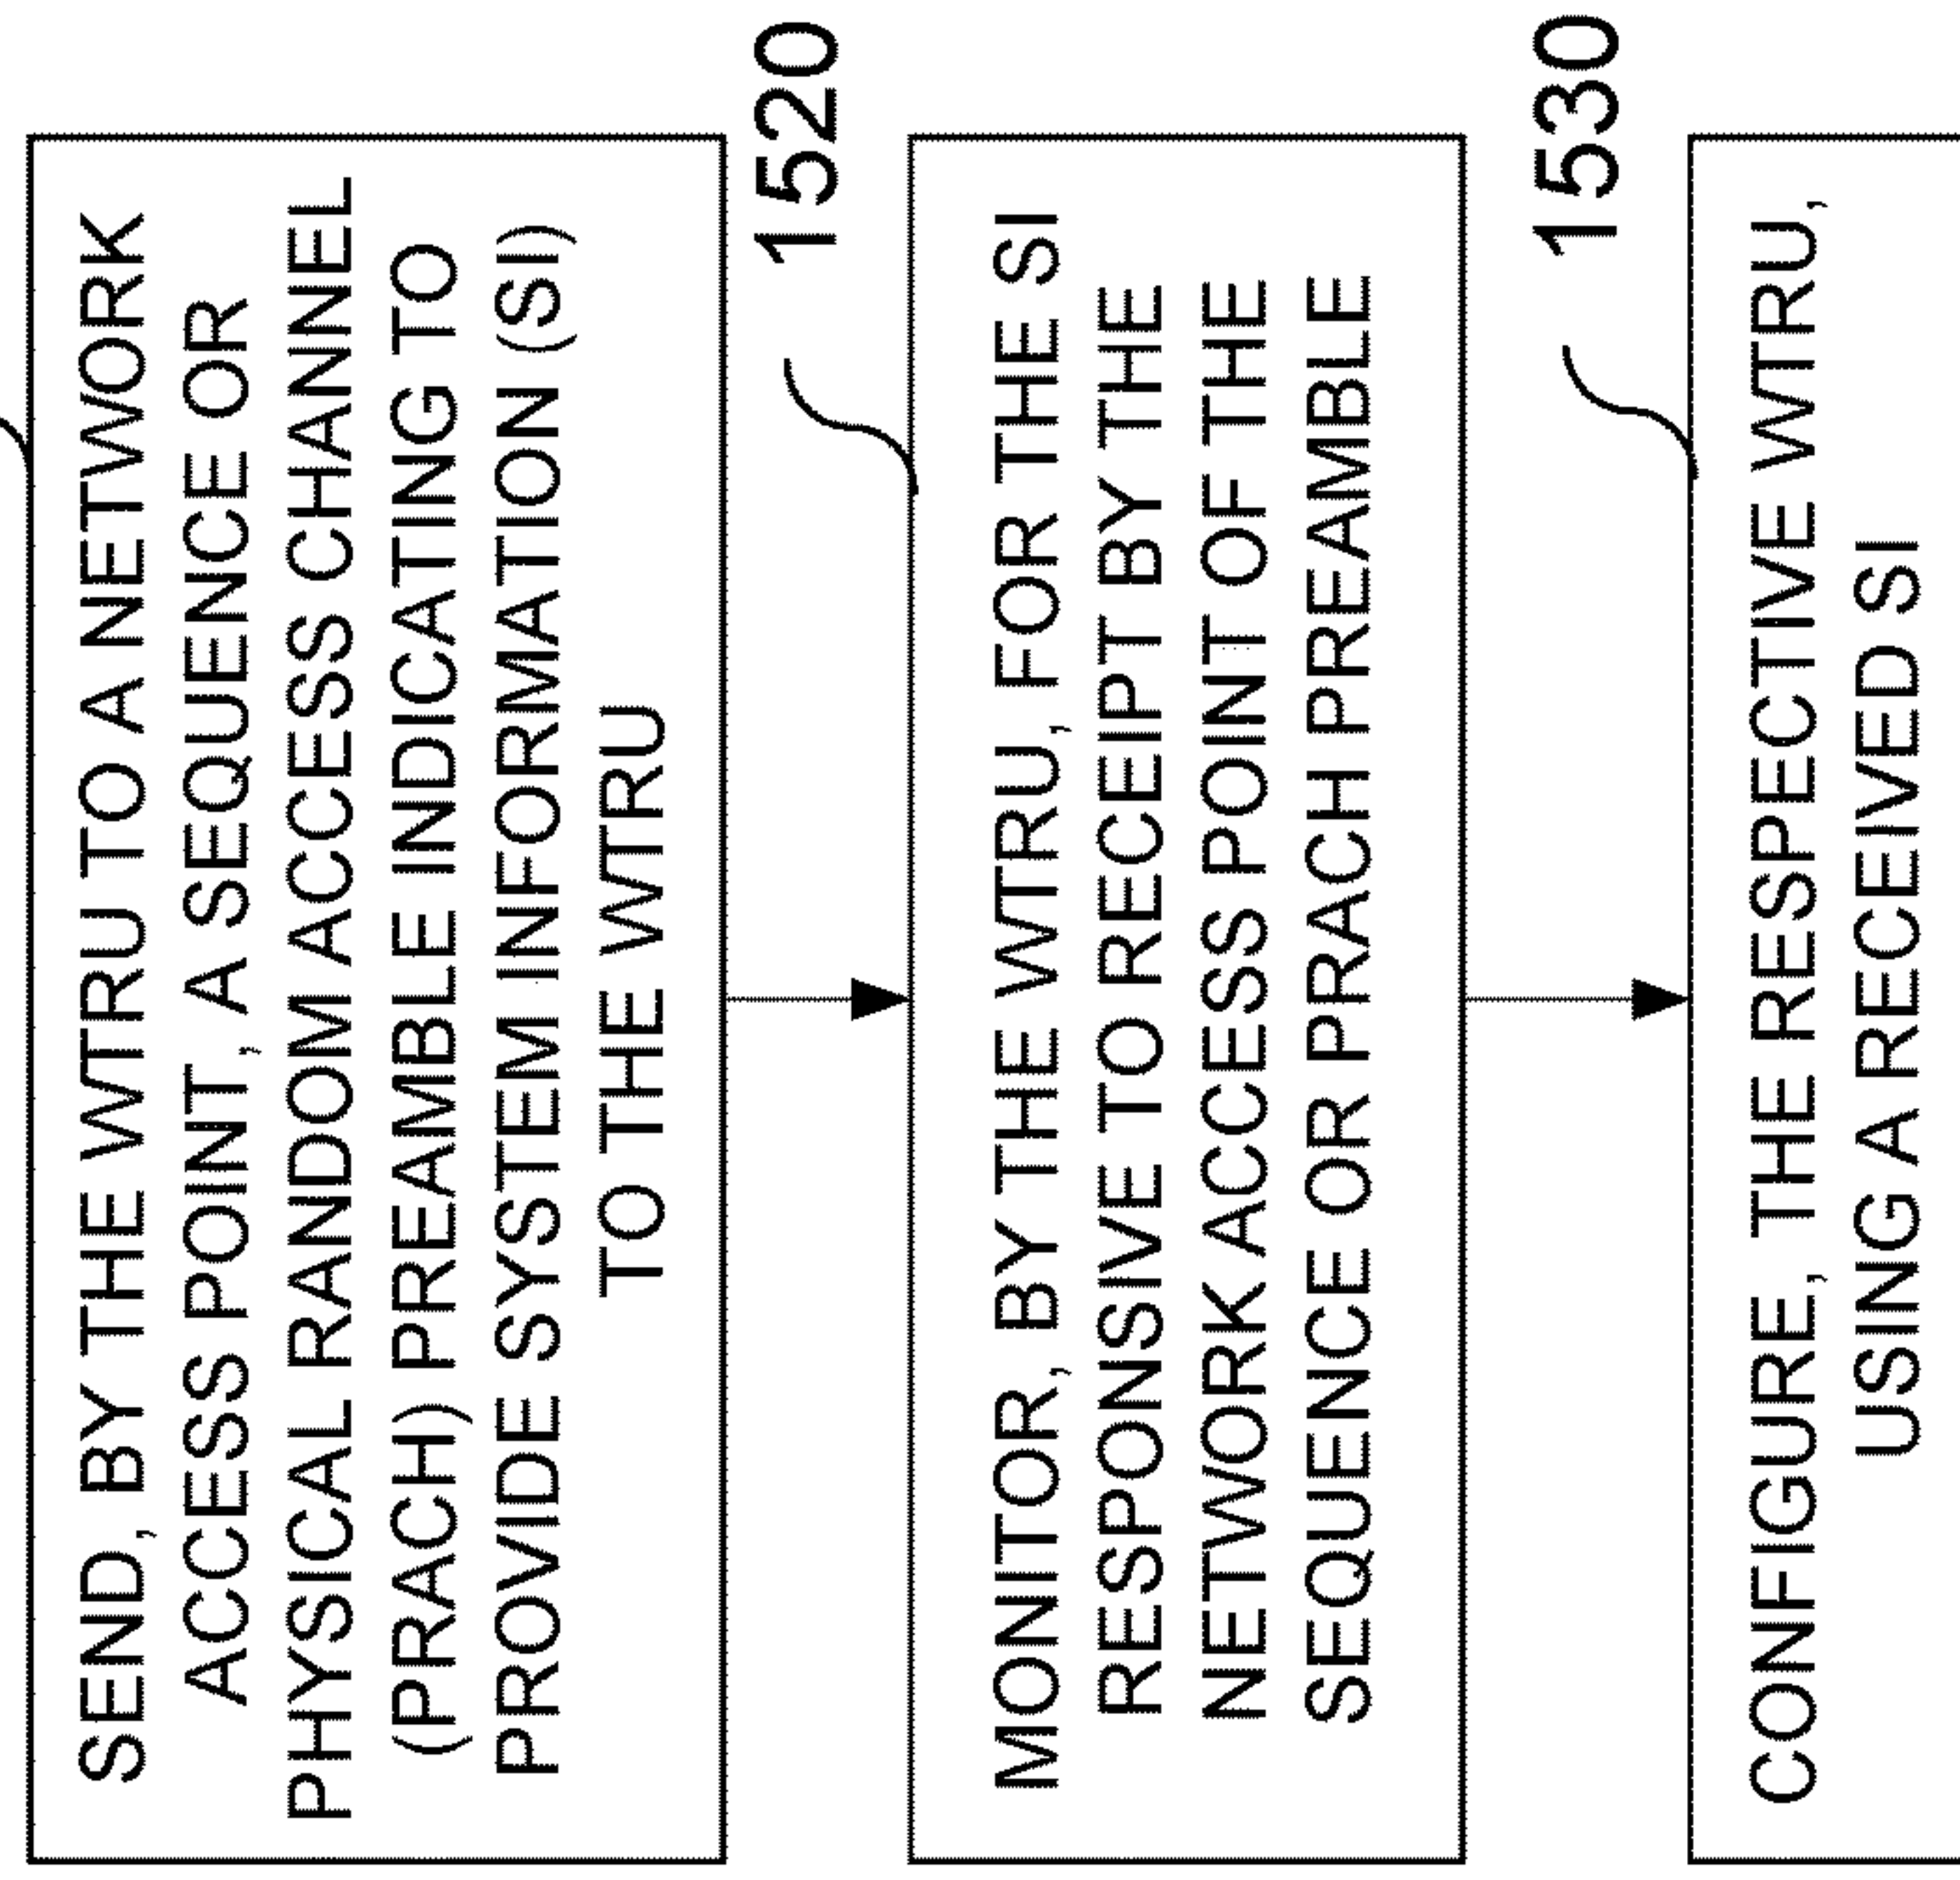 SEND, BY THE WTRU TO A NETWORK
ACCESS POINT, A SEQUENCE OR
PHYSICAL RANDOM ACCESS CHANNEL
(PRACH) PREAMBLE INDICATING TO
PROVIDE SYSTEM INFORMATION (SI)
TO THE WTRU
1520
MONITOR, BY THE WTRU, FOR THE SI
RESPONSIVE TO RECEIPT BY THE
NETWORK ACCESS POINT OF THE
SEQUENCE OR PRACH PREAMBLE
1530
CONFIGURE, THE RESPECTIVE WTRU,
USING A RECEIVED SI